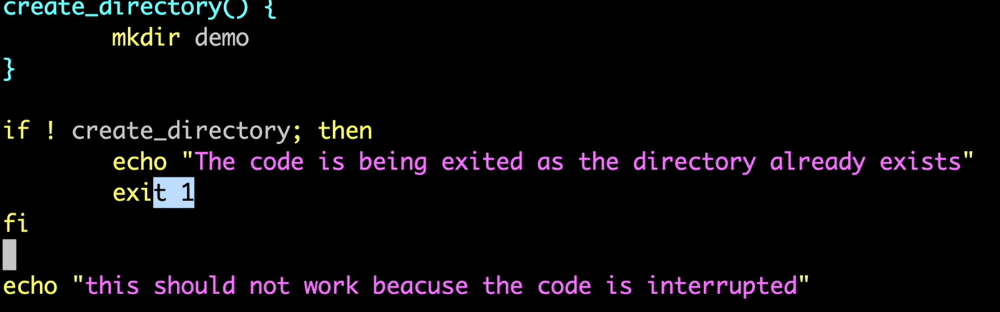 create_directory() {
mkdir demo
}
if ! create_directory; then
echo "The code is being exited as the directory already exists"
exit 1
fi
echo "this should not work beacuse the code is interrupted"